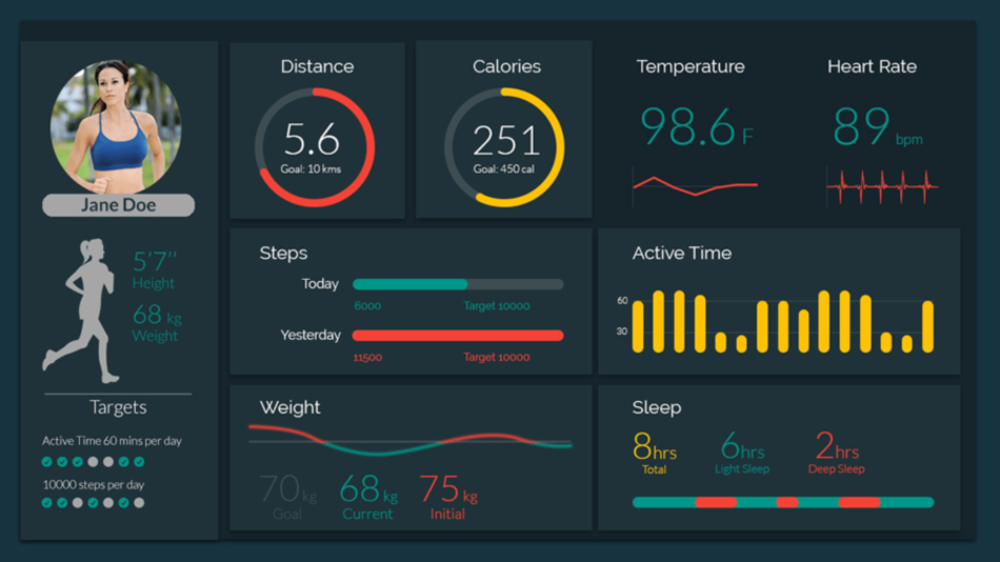 Jane Doe
5'7''
Height
68 kg
Weight
Targets
Active Time 60 mins per day
10000 steps per day
Distance
5.6
Goal: 10 kms
Calories
251
Goal: 450 cal
Temperature
98.6 F
Heart Rate
89 bpm
Steps
Today
6000
Target 10000
Yesterday
11500
Target 10000
Active Time
60
30
Weight
70 kg
Goal
68 kg
Current
75 kg
Initial
Sleep
8hrs
Total
6hrs
Light Sleep
2hrs
Deep Sleep